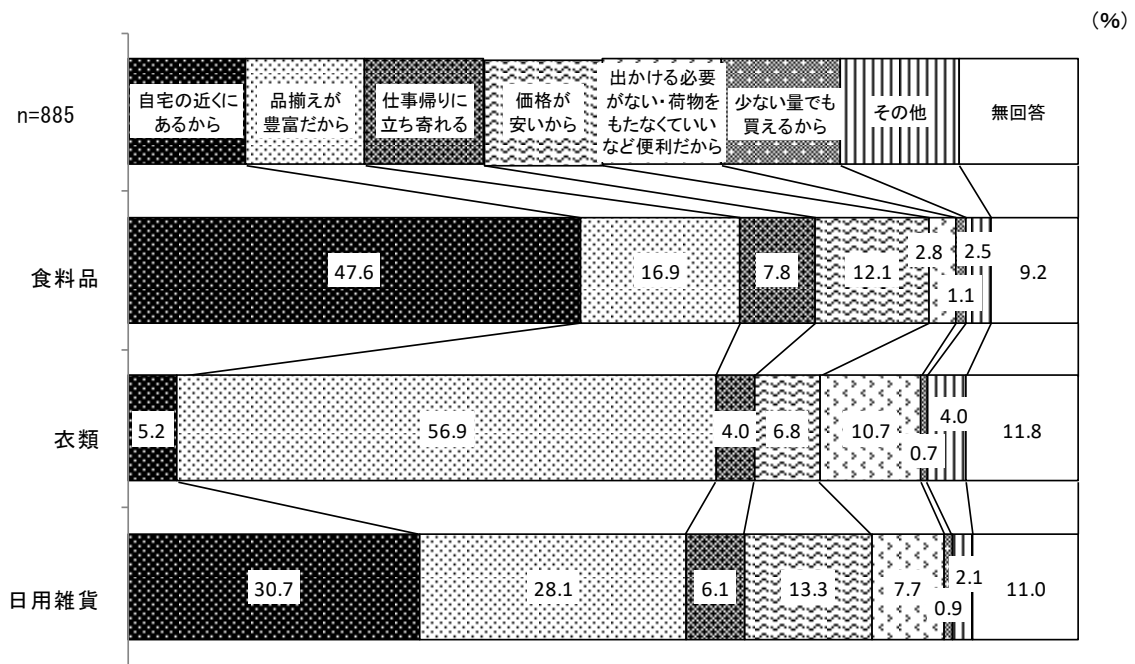 (%)
n=885
自宅の近くに
あるから
品揃えが
豊富だから
仕事帰りに
立ち寄れる
価格が
安いから
出かける必要
がない・荷物を
もたなくていい
など便利だから
少ない量でも
買えるから
その他
無回答
食料品
47.6
16.9
7.8
12.1
2.8
1.1
2.5
9.2
衣類
5.2
56.9
4.0
6.8
10.7
0.7
4.0
11.8
日用雑貨
30.7
28.1
6.1
13.3
7.7
0.9
2.1
11.0